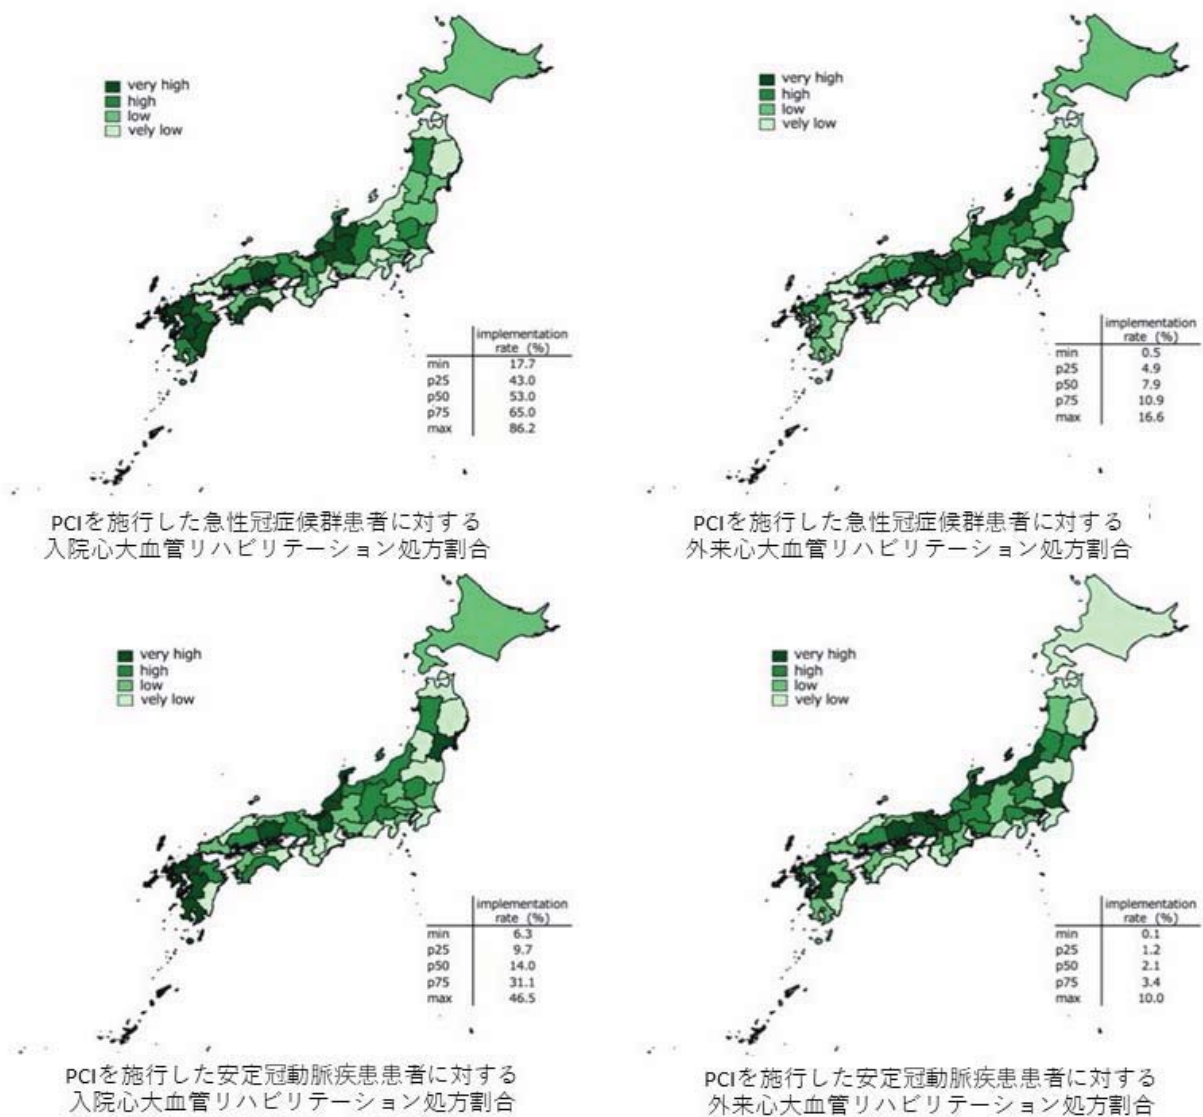 very high
high
low
vely low
implementation
rate (%)
min 17.7
p25 43.0
p50 53.0
p75 65.0
max 86.2
PCIを施行した急性冠症候群患者に対する
入院心大血管リハビリテーション処方割合
very high
high
low
vely low
implementation
rate (%)
min 0.5
p25 4.9
p50 7.9
p75 10.9
max 16.6
PCIを施行した急性冠症候群患者に対する
外来心大血管リハビリテーション処方割合
very high
high
low
vely low
implementation
rate (%)
min 6.3
p25 9.7
p50 14.0
p75 31.1
max 46.5
PCIを施行した安定冠動脈疾患患者に対する
入院心大血管リハビリテーション処方割合
very high
high
low
vely low
implementation
rate (%)
min 0.1
p25 1.2
p50 2.1
p75 3.4
max 10.0
PCIを施行した安定冠動脈疾患患者に対する
外来心大血管リハビリテーション処方割合